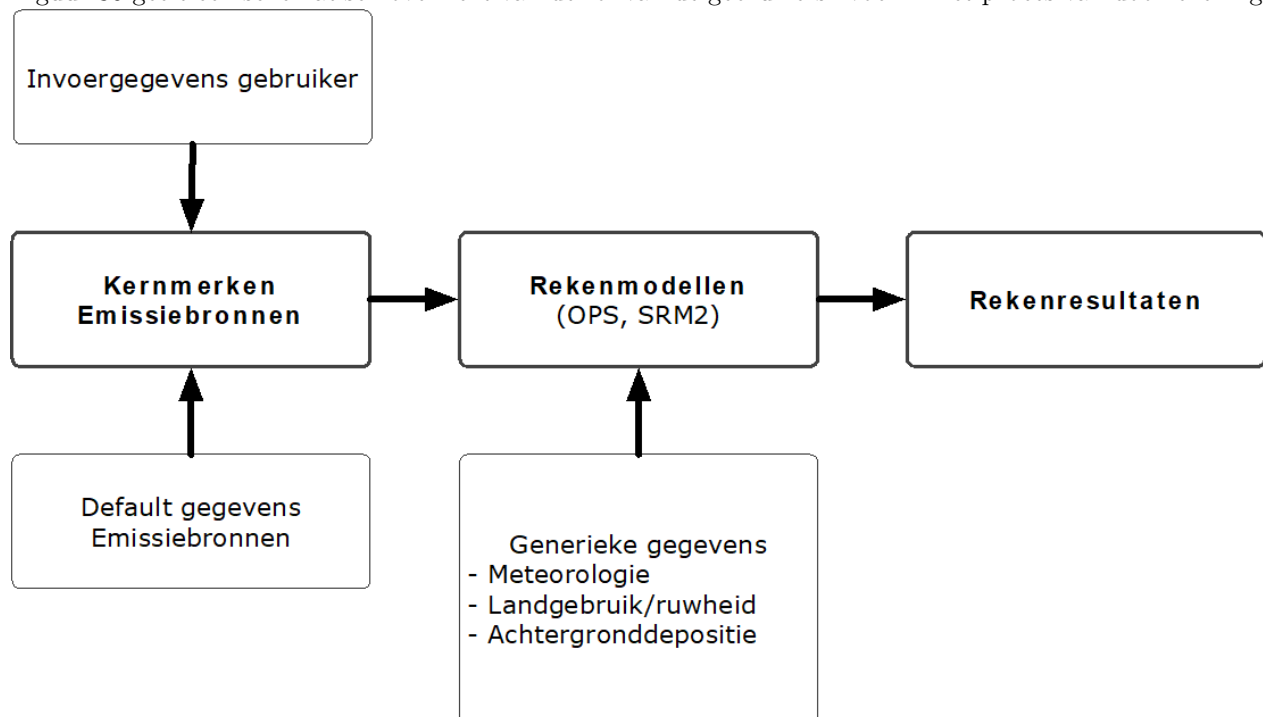 Invoergegevens gebruiker
Kernmerken
Emissiebronnen
Rekenmodellen
(OPS, SRM2)
Rekenresultaten
Default gegevens
Emissiebronnen
Generieke gegevens
- Meteorologie
- Landgebruik/ruwheid
- Achtergronddepositie